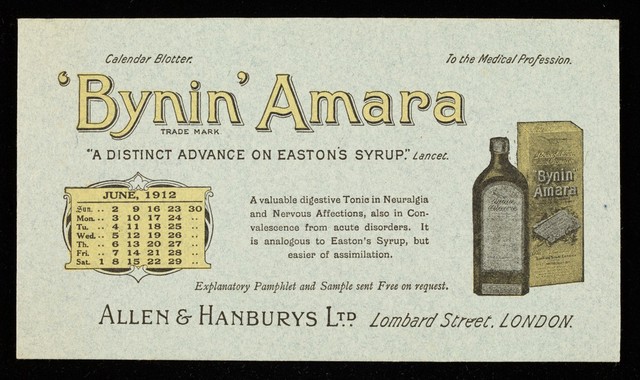 Calendar Blotter.
To the Medical Profession.
'Bynin' Amara
TRADE MARK.
"A DISTINCT ADVANCE ON EASTON'S SYRUP." Lancet.
JUNE, 1912
Sun. .. 2 9 16 23 30
Mon. .. 3 10 17 24 ..
Tu. .. 4 11 18 25 ..
Wed. .. 5 12 19 26 ..
Th. .. 6 13 20 27 ..
Fri. .. 7 14 21 28 ..
Sat. 1 8 15 22 29 ..
A valuable digestive Tonic in Neuralgia
and Nervous Affections, also in Con-
valescence from acute disorders. It
is analogous to Easton's Syrup, but
easier of assimilation.
'Bynin'
Amara
Explanatory Pamphlet and Sample sent Free on request.
ALLEN & HANBURYS LTD Lombard Street, LONDON.